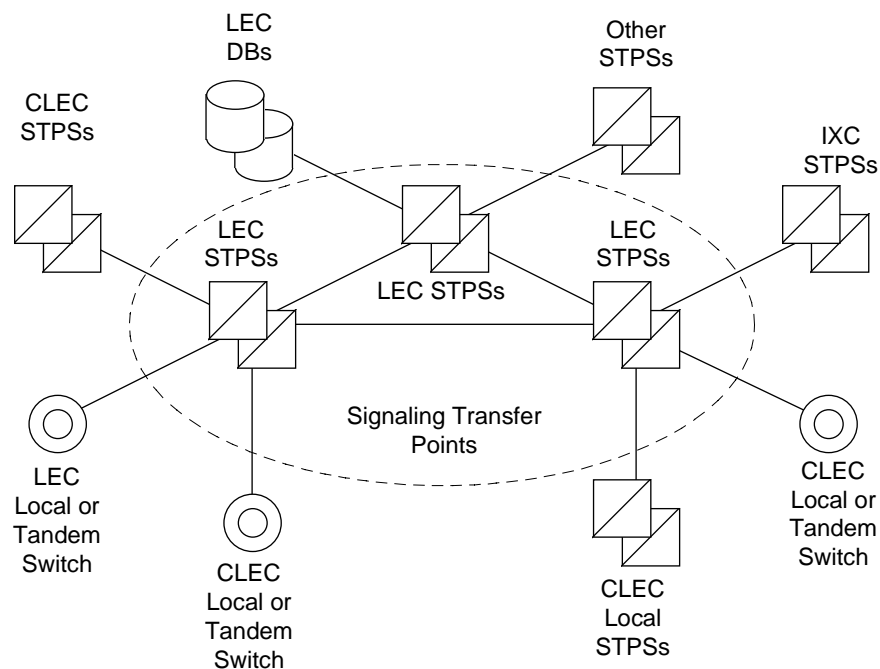 LEC
DBs
Other
STPSs
CLEC
STPSs
IXC
STPSs
LEC
STPSs
LEC
STPSs
LEC STPSs
Signaling Transfer
Points
LEC
Local or
Tandem
Switch
CLEC
Local or
Tandem
Switch
CLEC
Local or
Tandem
Switch
CLEC
Local
STPSs